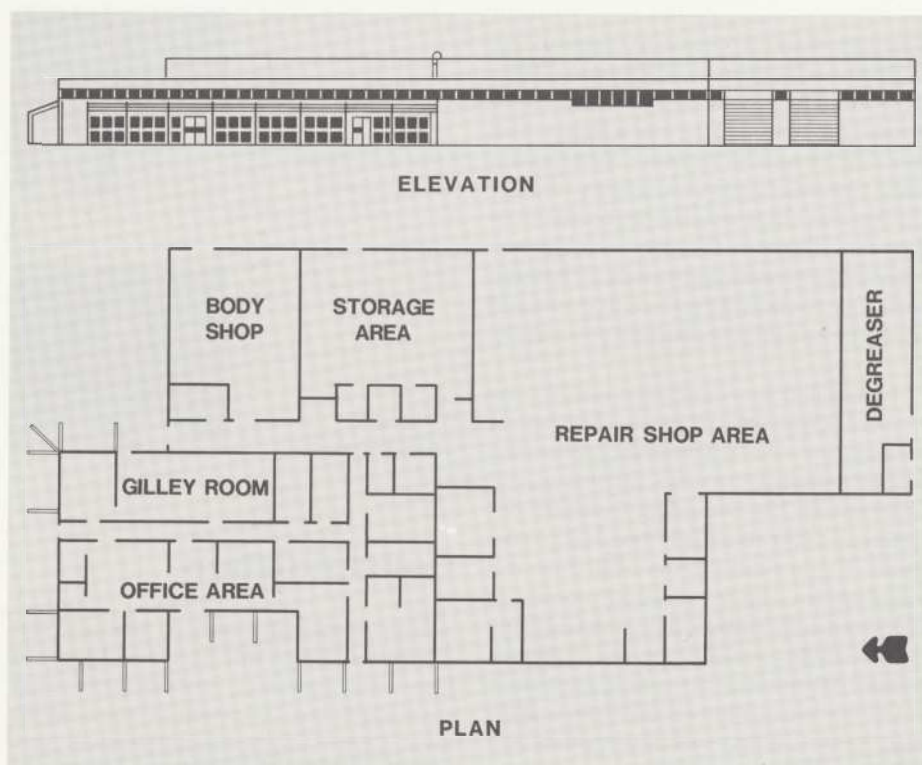 ELEVATION
BODY
SHOP
STORAGE
AREA
DEGREASER
REPAIR SHOP AREA
GILLEY ROOM
OFFICE AREA
PLAN